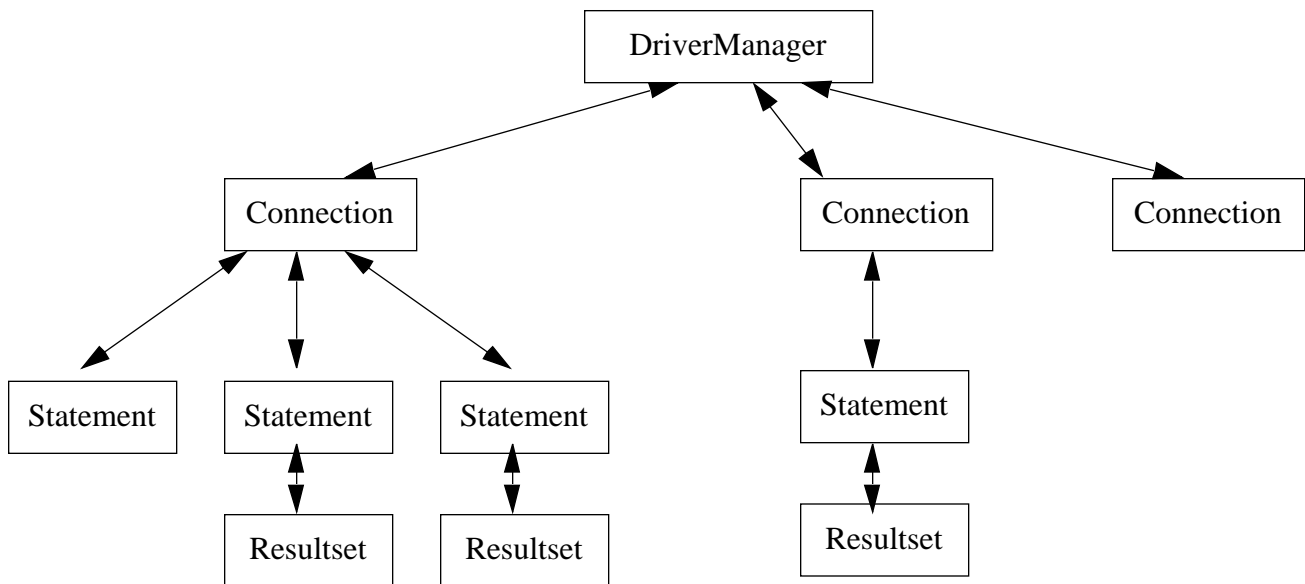 DriverManager
Connection
Connection
Connection
Statement
Statement
Statement
Statement
Resultset
Resultset
Resultset